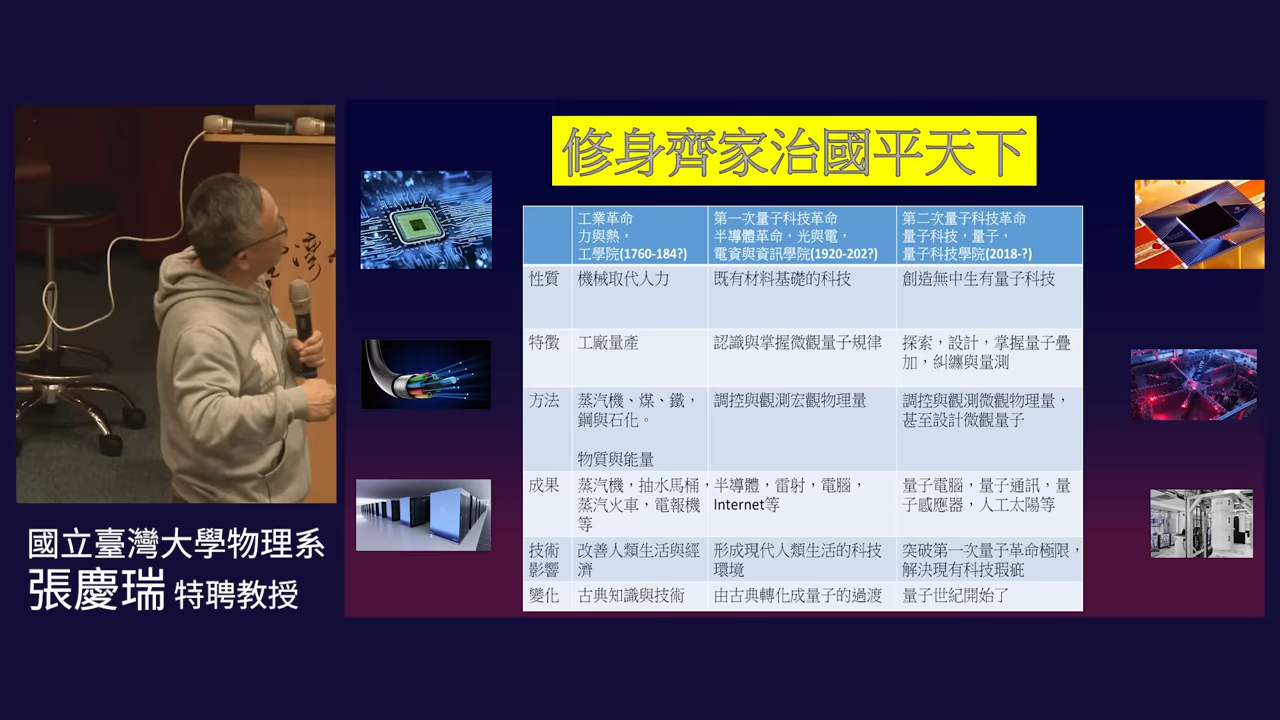 修身齊家治國平天下
工業革命
力與熱，
工學院(1760-184?)
第一次量子科技革命
半導體革命，光與電，
電資與資訊學院(1920-202?)
第二次量子科技革命
量子科技，量子，
量子科技學院(2018-?)
性質
機械取代人力
既有材料基礎的科技
創造無中生有量子科技
特徵
工廠量產
認識與掌握微觀量子規律
探索，設計，掌握量子疊
加，糾纏與量測
方法
蒸汽機、煤、鐵，
鋼與石化。
物質與能量
調控與觀測宏觀物理量
調控與觀測微觀物理量，
甚至設計微觀量子
成果
蒸汽機，抽水馬桶，
蒸汽火車，電報機
等
半導體，雷射，電腦，
Internet等
量子電腦，量子通訊，量
子感應器，人工太陽等
技術
影響
改善人類生活與經
濟
形成現代人類生活的科技
環境
突破第一次量子革命極限，
解決現有科技瑕疵
變化
古典知識與技術
由古典轉化成量子的過渡
量子世紀開始了
台灣
國立臺灣大學物理系
張慶瑞 特聘教授